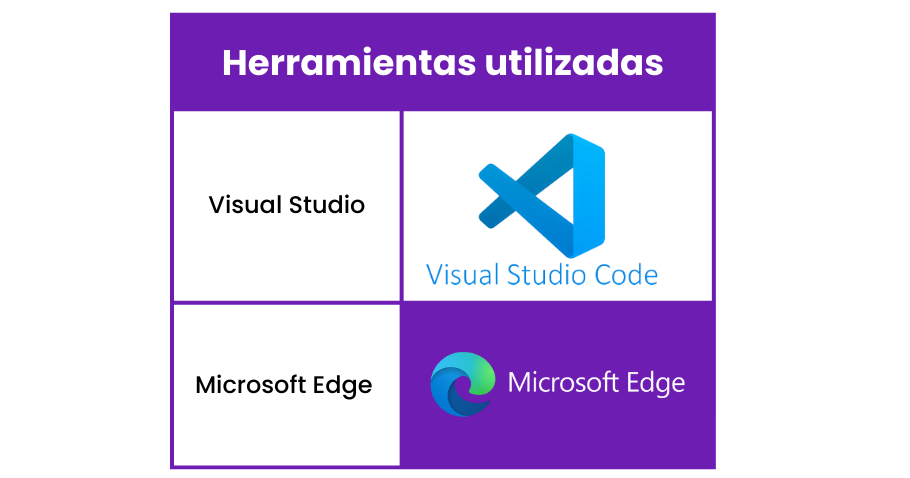 Herramientas utilizadas
Visual Studio
Visual Studio Code
Microsoft Edge
Microsoft Edge